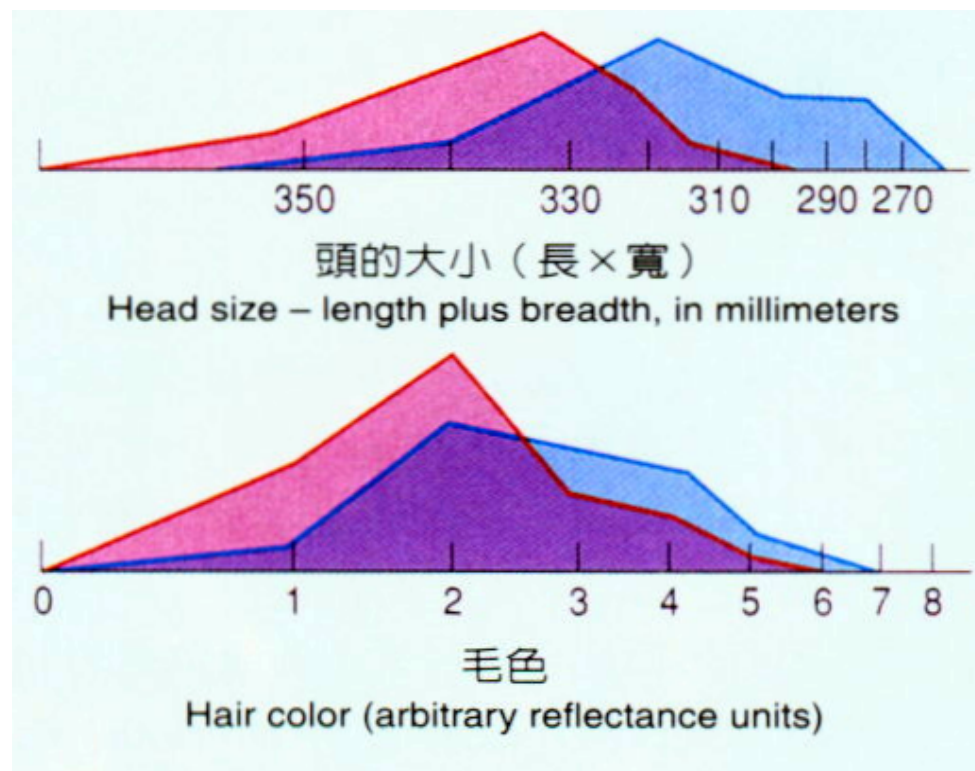 350 330 310 290 270
頭的大小（長×寬）
Head size – length plus breadth, in millimeters
0 1 2 3 4 5 6 7 8
毛色
Hair color (arbitrary reflectance units)